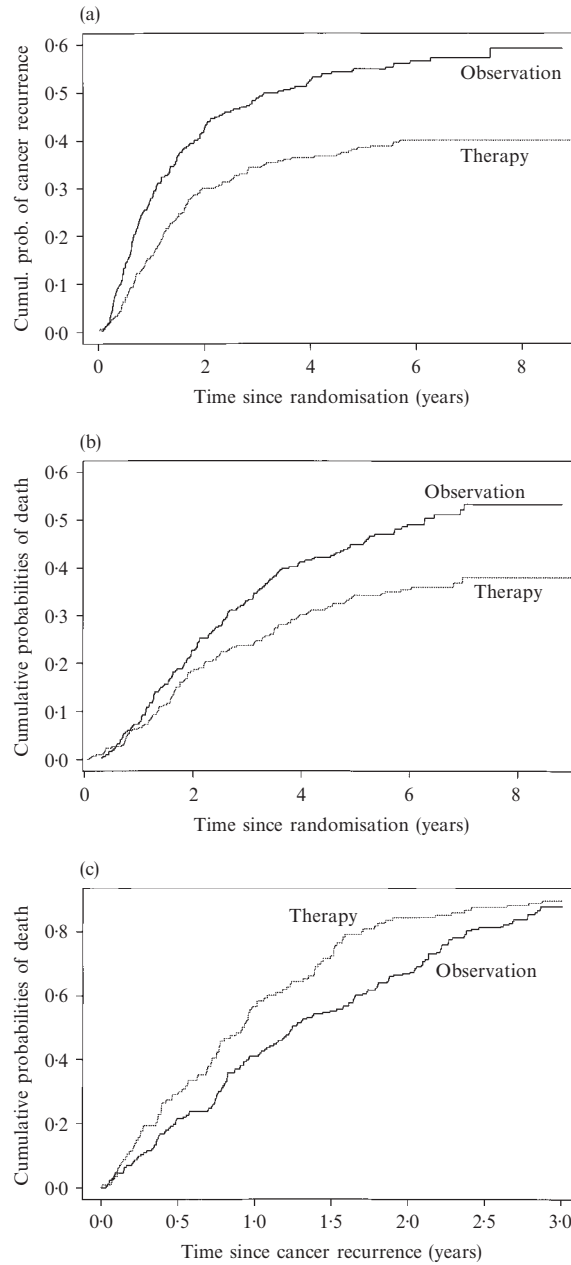 (a)
0·6
0·5
0·4
0·3
0·2
0·1
0·0
Cumul. prob. of cancer recurrence
Observation
Therapy
0 2 4 6 8
Time since randomisation (years)
(b)
0·6
0·5
0·4
0·3
0·2
0·1
0·0
Cumulative probabilities of death
Observation
Therapy
0 2 4 6 8
Time since randomisation (years)
(c)
0·8
0·6
0·4
0·2
0·0
Cumulative probabilities of death
Therapy
Observation
0·0 0·5 1·0 1·5 2·0 2·5 3·0
Time since cancer recurrence (years)